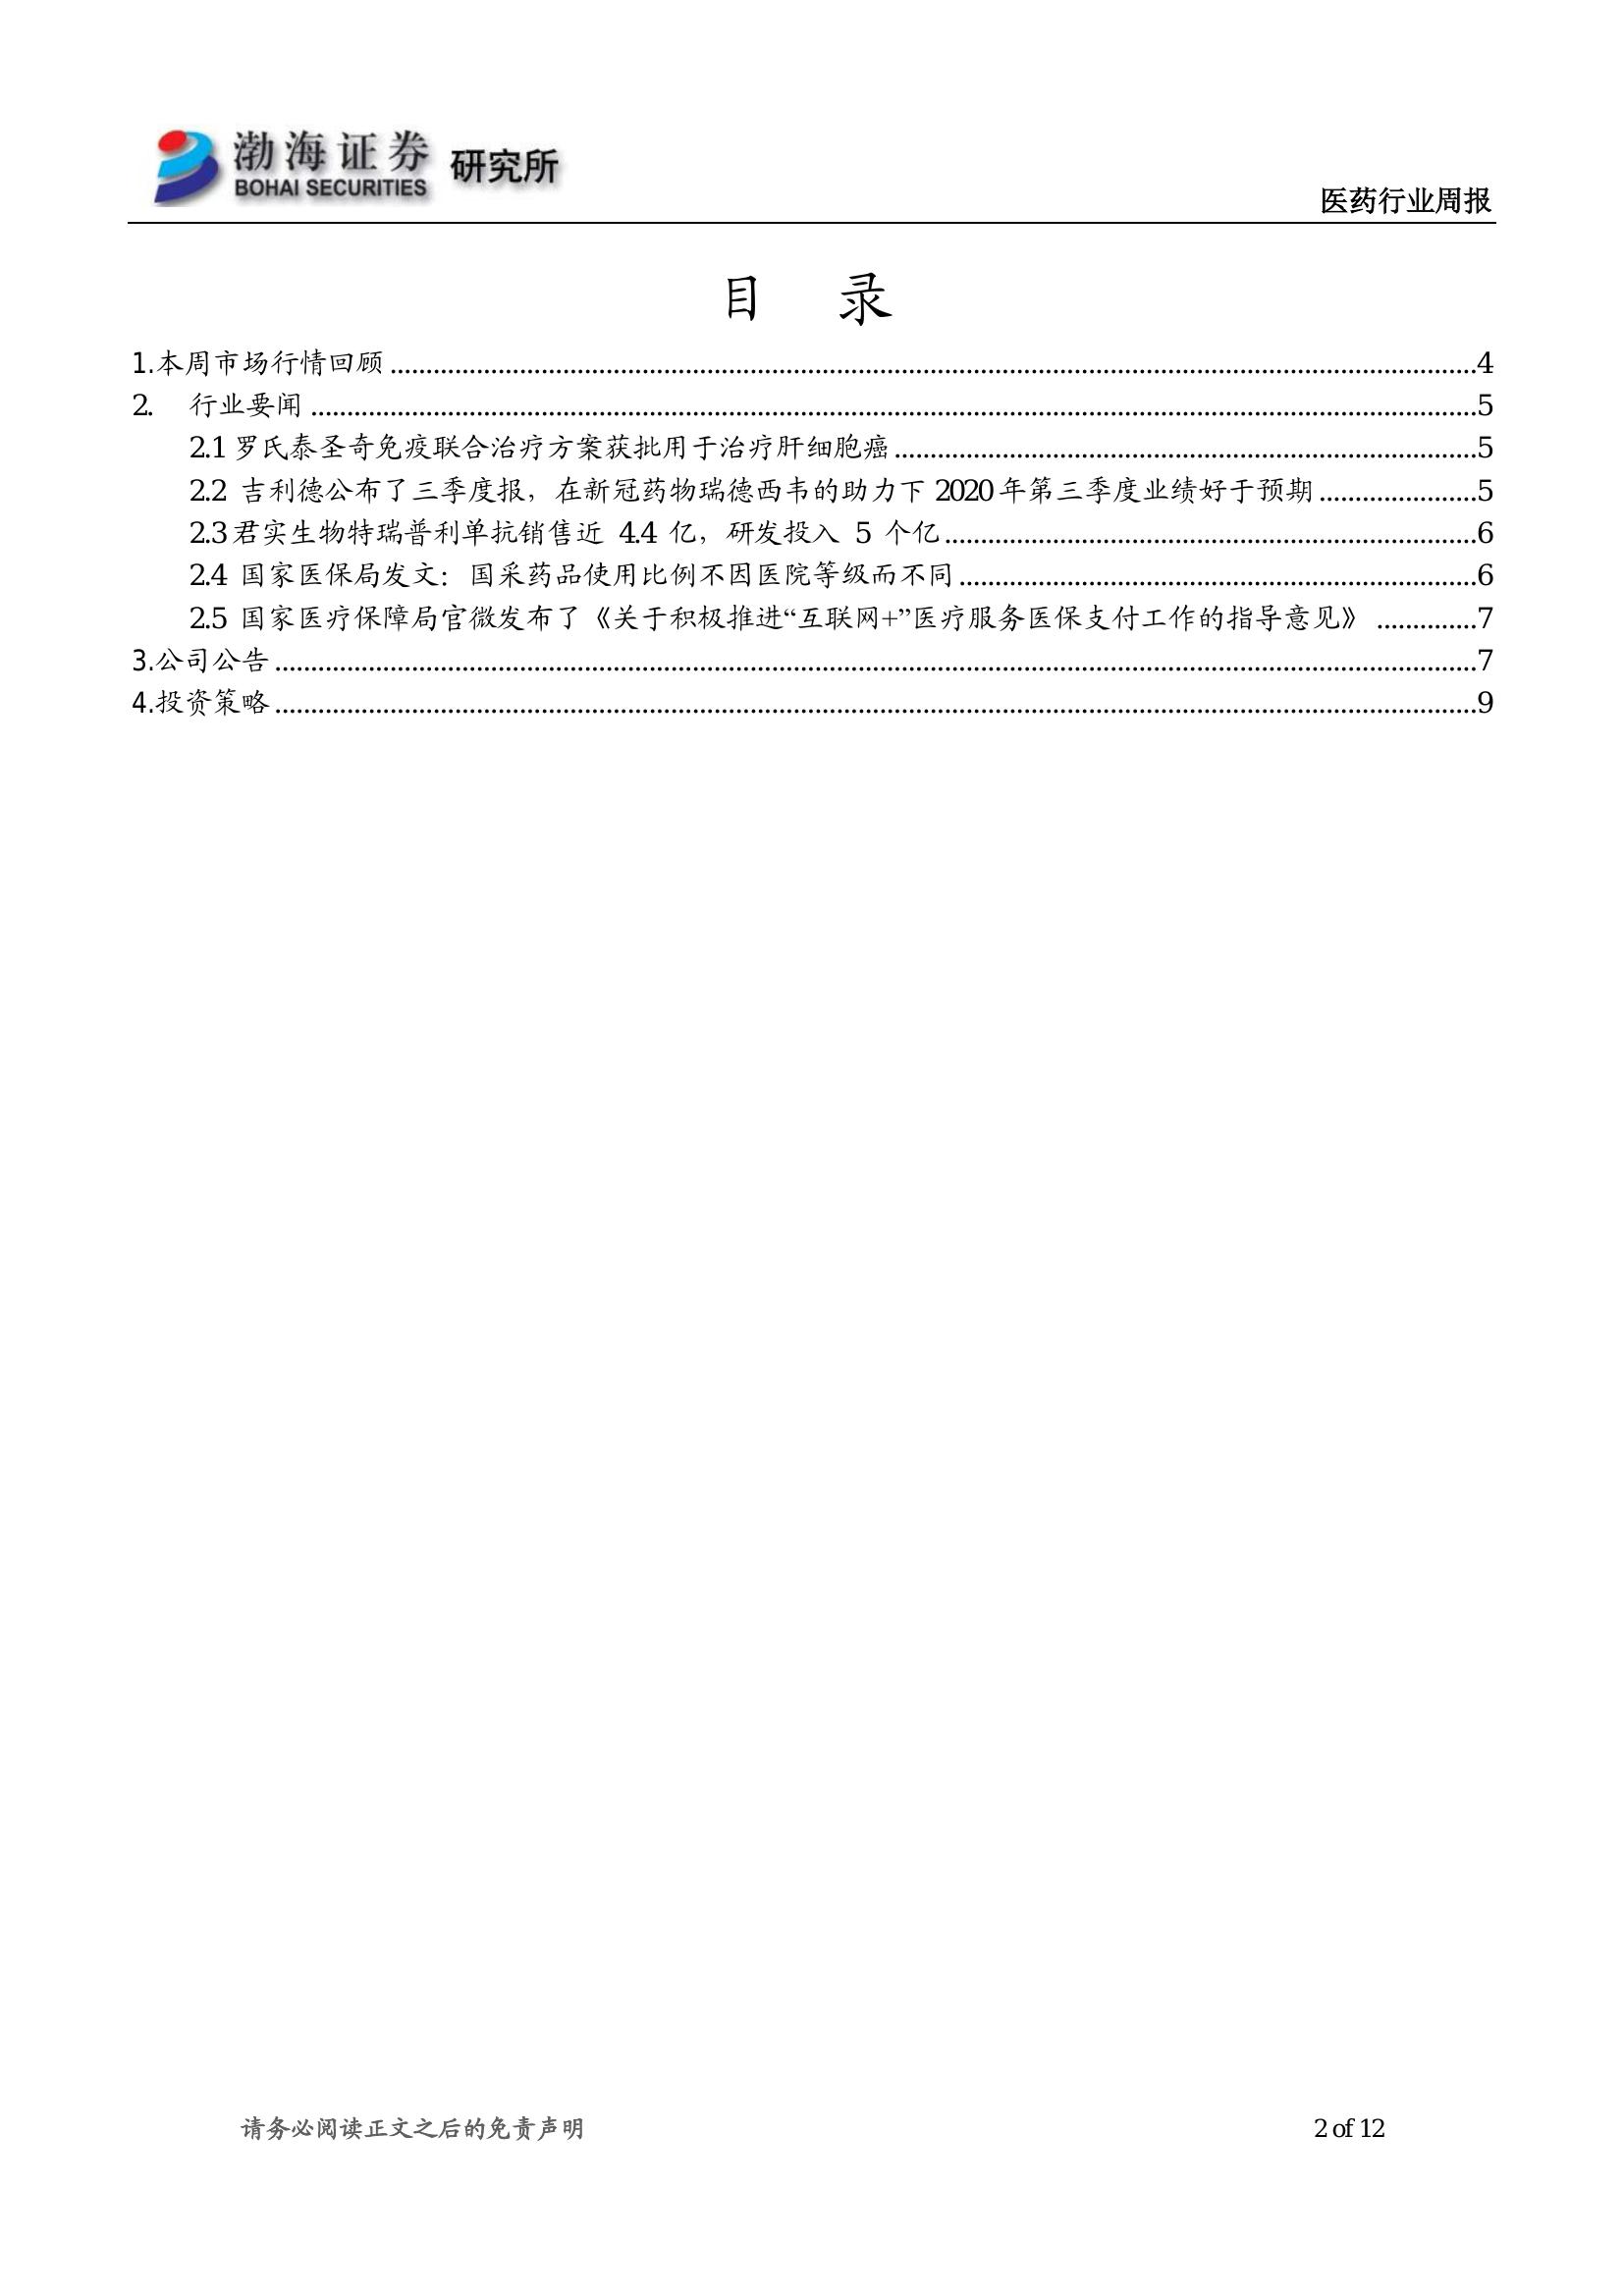 渤海证券 研究所
BOHAI SECURITIES
医药行业周报
目 录
1.本周市场行情回顾 ........................................................ 4
2. 行业要闻 ........................................................ 5
2.1 罗氏泰圣奇免疫联合治疗方案获批用于治疗肝细胞癌 ........................................................ 5
2.2 吉利德公布了三季度报，在新冠药物瑞德西韦的助力下 2020 年第三季度业绩好于预期 ........................ 5
2.3 君实生物特瑞普利单抗销售近 4.4 亿，研发投入 5 个亿 ........................................................ 6
2.4 国家医保局发文：国采药品使用比例不因医院等级而不同 ........................................................ 6
2.5 国家医疗保障局官微发布了《关于积极推进“互联网+”医疗服务医保支付工作的指导意见》 .............. 7
3.公司公告 ........................................................ 7
4.投资策略 ........................................................ 9
请务必阅读正文之后的免责声明
2 of 12